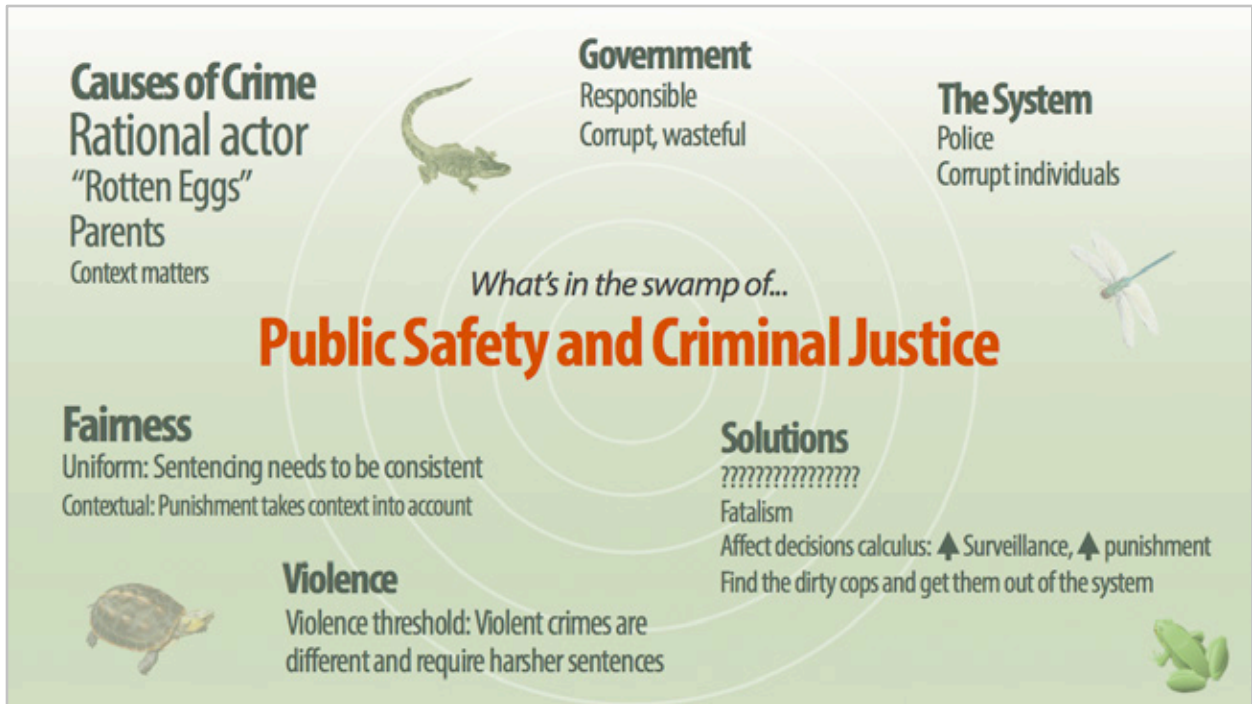 Causes of Crime
Rational actor
“Rotten Eggs”
Parents
Context matters
Government
Responsible
Corrupt, wasteful
The System
Police
Corrupt individuals
What's in the swamp of...
Public Safety and Criminal Justice
Fairness
Uniform: Sentencing needs to be consistent
Contextual: Punishment takes context into account
Solutions
????????????????
Fatalism
Affect decisions calculus: Surveillance, punishment
Find the dirty cops and get them out of the system
Violence
Violence threshold: Violent crimes are
different and require harsher sentences